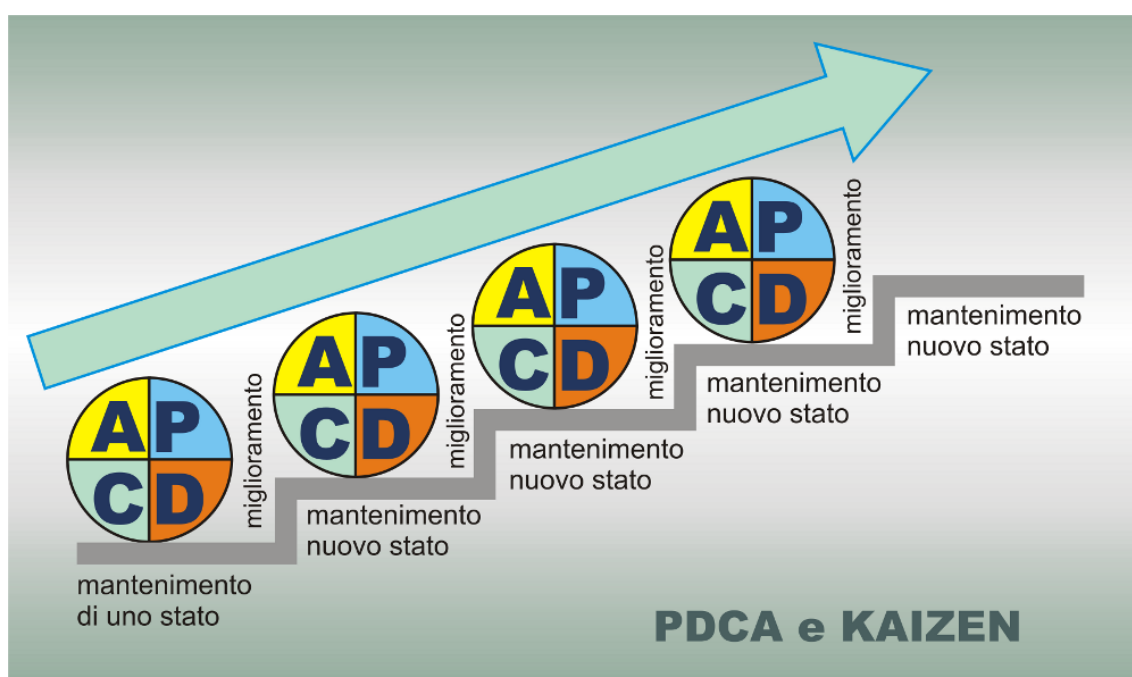 A P
C D
miglioramento
mantenimento
di uno stato
A P
C D
miglioramento
mantenimento
nuovo stato
A P
C D
miglioramento
mantenimento
nuovo stato
A P
C D
miglioramento
mantenimento
nuovo stato
mantenimento
nuovo stato
PDCA e KAIZEN